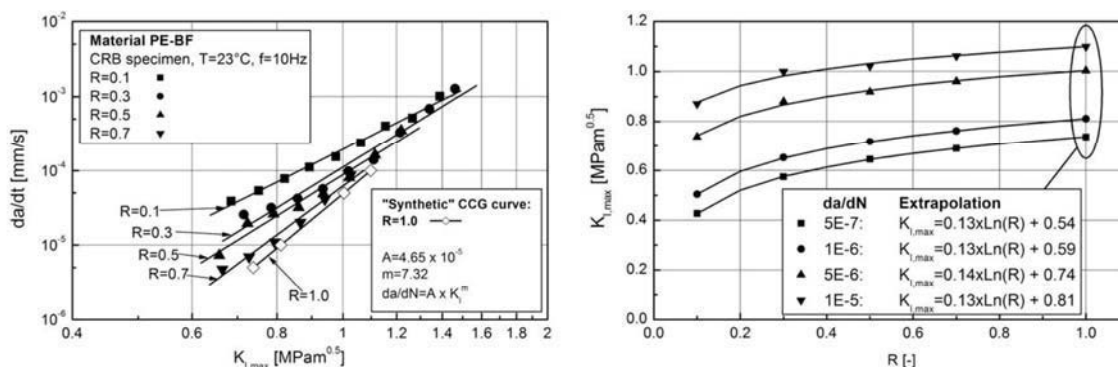 10⁻²
10⁻³
10⁻⁴
10⁻⁵
10⁻⁶
da/dt [mm/s]
Material PE-BF
CRB specimen, T=23°C, f=10Hz
R=0.1
R=0.3
R=0.5
R=0.7
R=0.1
R=0.3
R=0.5
R=0.7
R=1.0
"Synthetic" CCG curve:
R=1.0
A=4.65 x 10⁻⁵
m=7.32
da/dN=A x K_I^m
0.4 0.6 0.8 1 1.2 1.4 1.6 1.8 2
K_I,max [MPam^0.5]
1.2
1.0
0.8
0.6
0.4
0.2
0.0
K_I,max [MPam^0.5]
da/dN Extrapolation
5E-7: K_I,max=0.13xLn(R) + 0.54
1E-6: K_I,max=0.13xLn(R) + 0.59
5E-6: K_I,max=0.14xLn(R) + 0.74
1E-5: K_I,max=0.13xLn(R) + 0.81
0.0 0.2 0.4 0.6 0.8 1.0
R [-]